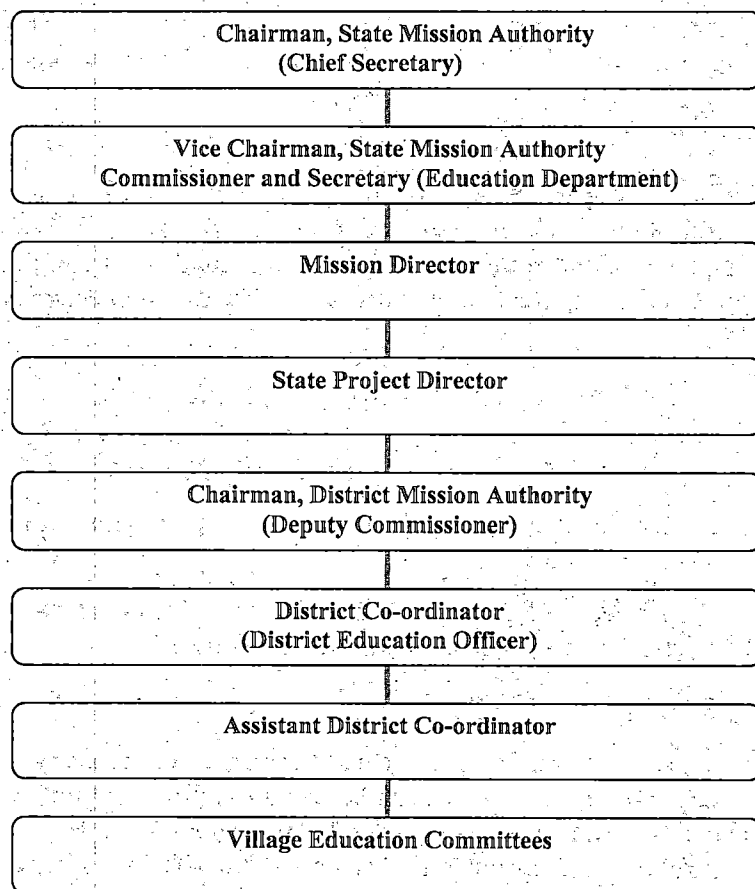 Chairman, State Mission Authority
(Chief Secretary)
Vice Chairman, State Mission Authority
Commissioner and Secretary (Education Department)
Mission Director
State Project Director
Chairman, District Mission Authority
(Deputy Commissioner)
District Co-ordinator
(District Education Officer)
Assistant District Co-ordinator
Village Education Committees